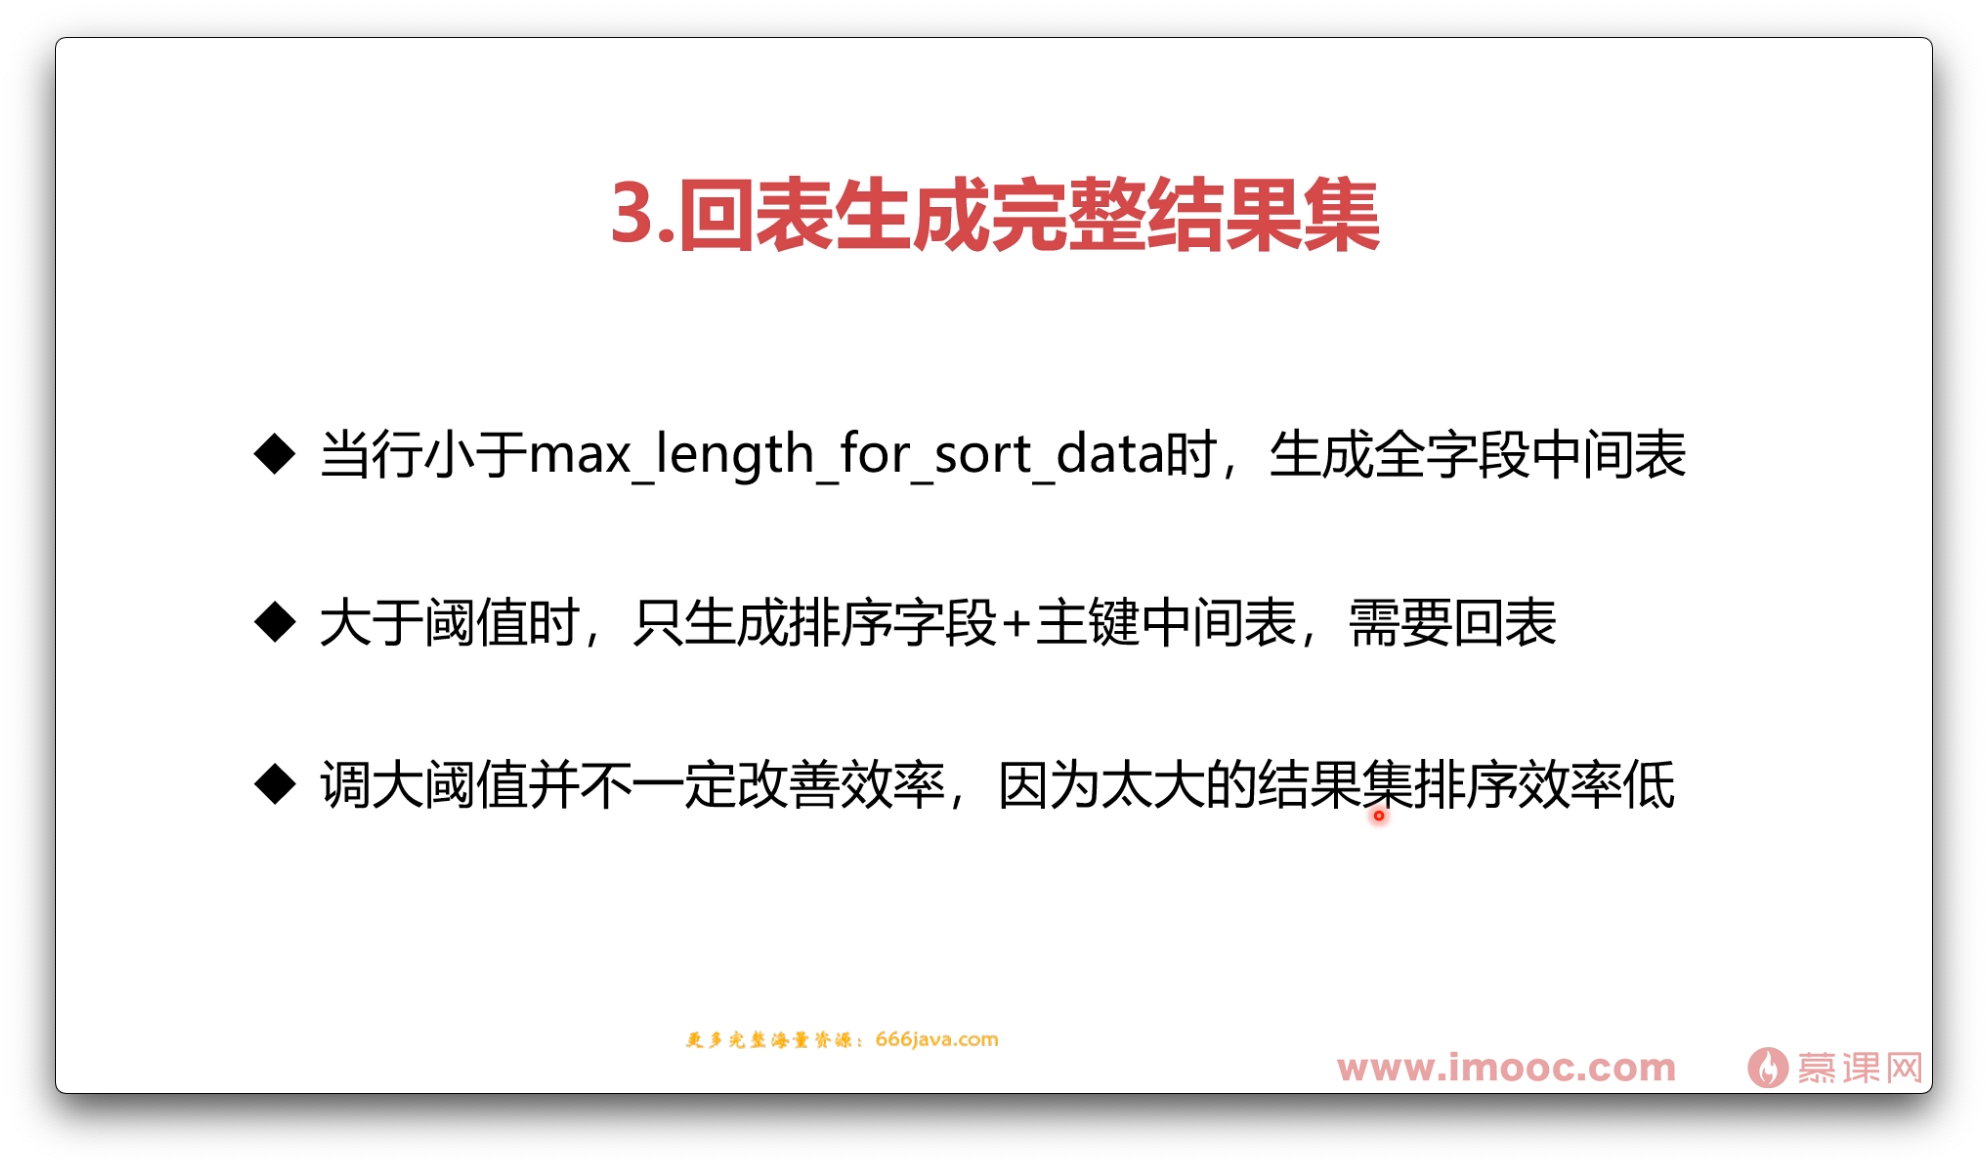 3.回表生成完整结果集
◆ 当行小于max_length_for_sort_data时，生成全字段中间表
◆ 大于阈值时，只生成排序字段+主键中间表，需要回表
◆ 调大阈值并不一定改善效率，因为太大的结果集排序效率低
更多完整海量资源：666java.com
www.imooc.com 慕课网